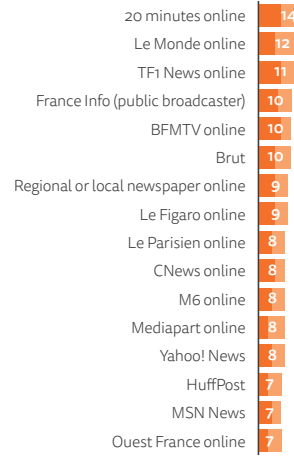 20 minutes online 14
Le Monde online 12
TF1 News online 11
France Info (public broadcaster) 10
BFMTV online 10
Brut 10
Regional or local newspaper online 9
Le Figaro online 9
Le Parisien online 8
CNews online 8
M6 online 8
Mediapart online 8
Yahoo! News 8
HuffPost 7
MSN News 7
Ouest France online 7